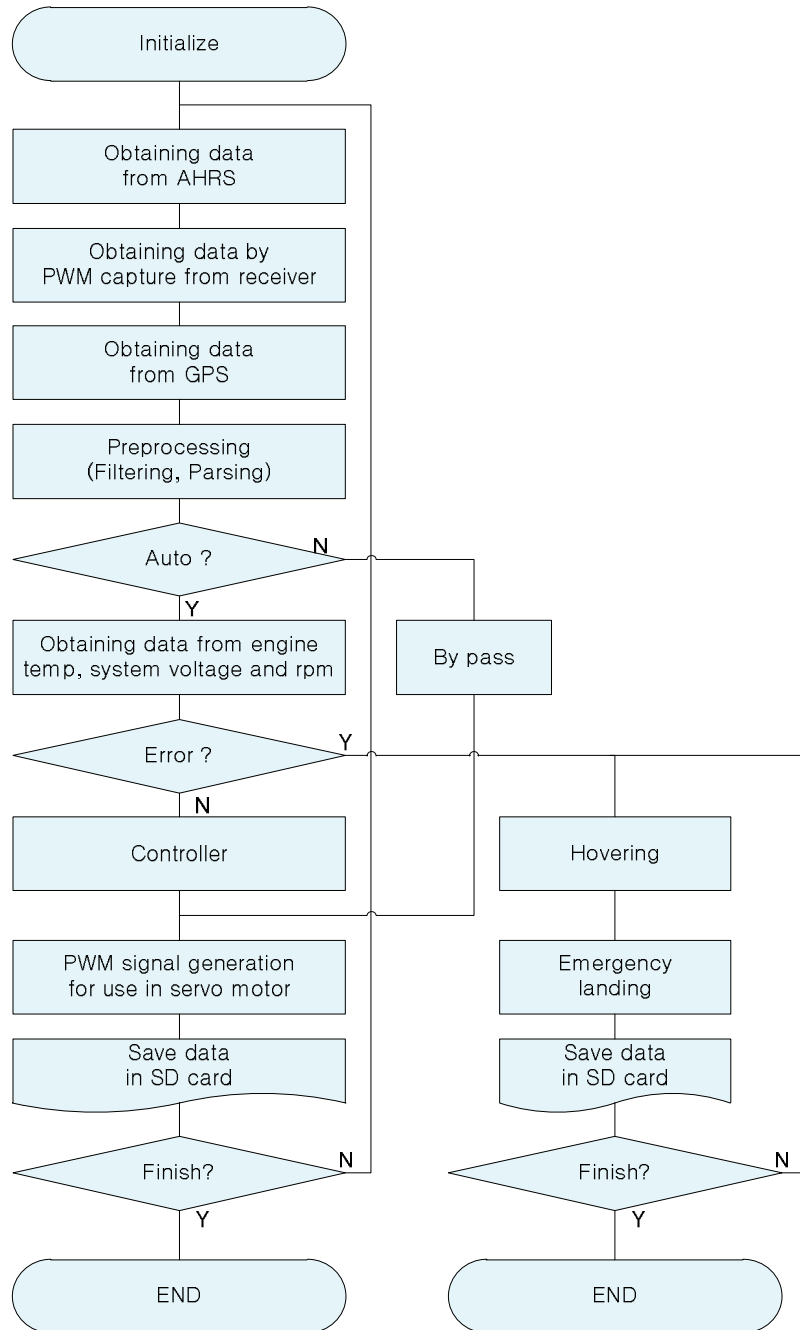 Initialize
Obtaining data
from AHRS
Obtaining data by
PWM capture from receiver
Obtaining data
from GPS
Preprocessing
(Filtering, Parsing)
Auto ?
N
Y
Obtaining data from engine
temp, system voltage and rpm
By pass
Error ?
Y
N
Controller
Hovering
PWM signal generation
for use in servo motor
Emergency
landing
Save data
in SD card
Save data
in SD card
Finish?
N
Y
Finish?
N
Y
END
END